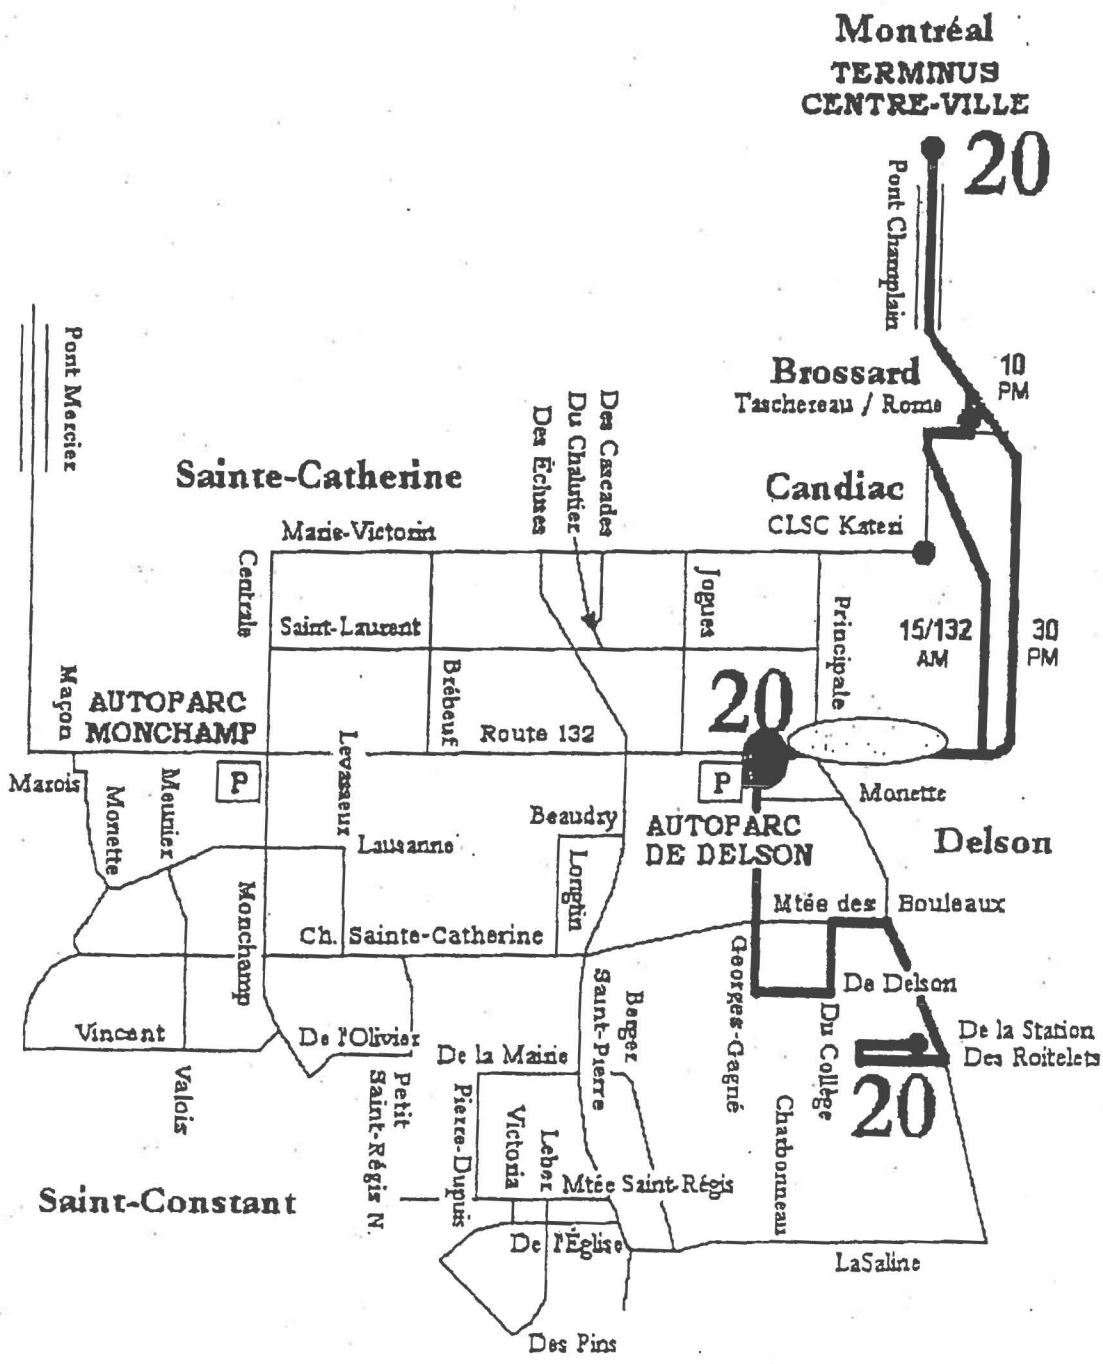 Montréal
TERMINUS
CENTRE-VILLE
20
Pont Champlain
10
PM
Brossard
Taschereau / Rome
Pont Mercier
Des Cascades
Du Chalutier
Des Écluses
Sainte-Catherine
Candiac
CLSC Kateri
Marie-Victorin
Centrale
Jogues
Principale
Saint-Laurent
15/132
AM
30
PM
Maçon
AUTOPARC
MONCHAMP
Brébeuf
Route 132
20
Levasseur
Marois
P
P
Monette
Meunier
Monette
Beaudry
AUTOPARC
DE DELSON
Delson
Lausanne
Longtin
Monchamp
Mtée des Bouleaux
Ch. Sainte-Catherine
Georges-Gagné
De Delson
Saint-Pierre
Berger
Du Collège
Vincent
De l'Olivier
De la Mairie
De la Station
Des Roitelets
20
Valois
Petit
Saint-Régis N.
Pierre-Dupuis
Victoria
Leber
Charbonneau
Saint-Constant
Mtée Saint-Régis
De l'Église
LaSaline
Des Pins